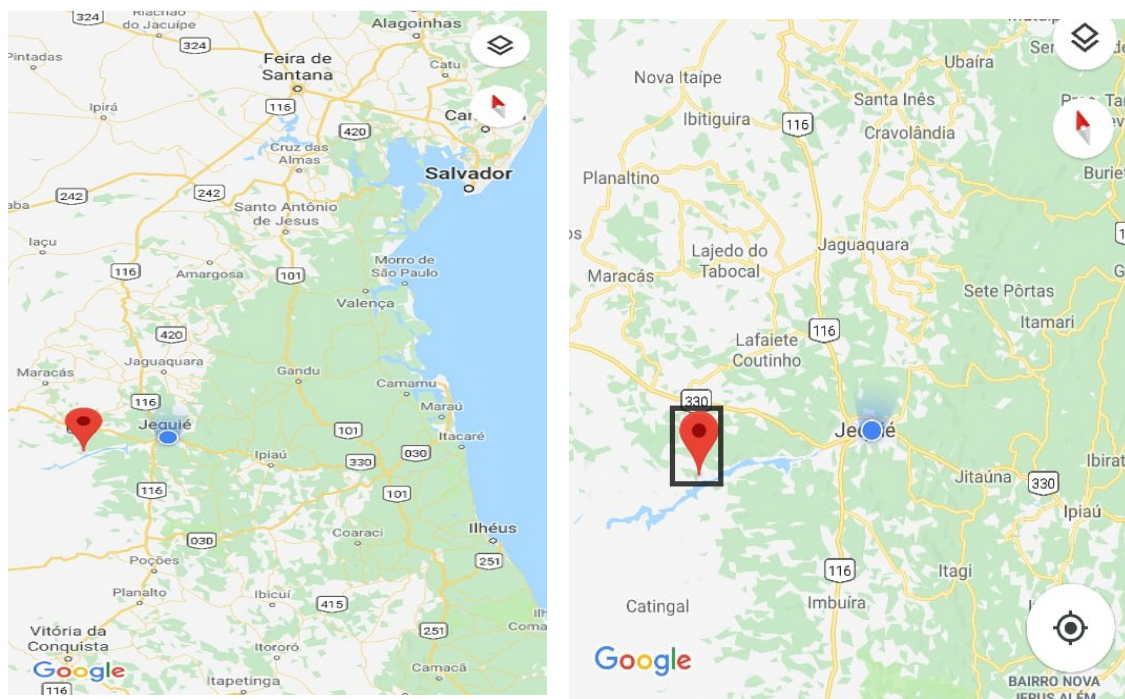 324
Riachão
do Jacuípe
Alagoinhas
324
Pintadas
Feira de
Santana
Catu
Ipirá
116
420
Cruz das
Almas
Salvador
242
242
Santo Antônio
de Jesus
Iaçu
116
Amargosa
101
Morro de
São Paulo
Valença
420
Jaguaquara
Maracás
Gandu
Camamu
116
Maraú
Jequié
101
Itacaré
Ipiaú
330
030
116
101
030
Coaraci
Ilhéus
251
Poções
Planalto
Ibicuí
415
Vitória da
Conquista
251
Itororó
Google
Camacã
116
Itapetinga
Ubaíra
Nova Itaípe
Santa Inês
Ibitiguira
116
Cravolândia
Planaltino
Jaguaquara
Lajedo do
Tabocal
Maracás
Sete Pôrtas
116
Itamari
Lafaiete
Coutinho
330
Jequié
Jitaúna
330
Ipiaú
116
Itagi
Catingal
Imbuíra
Google
BAIRRO NOVA
JERUSALÉM